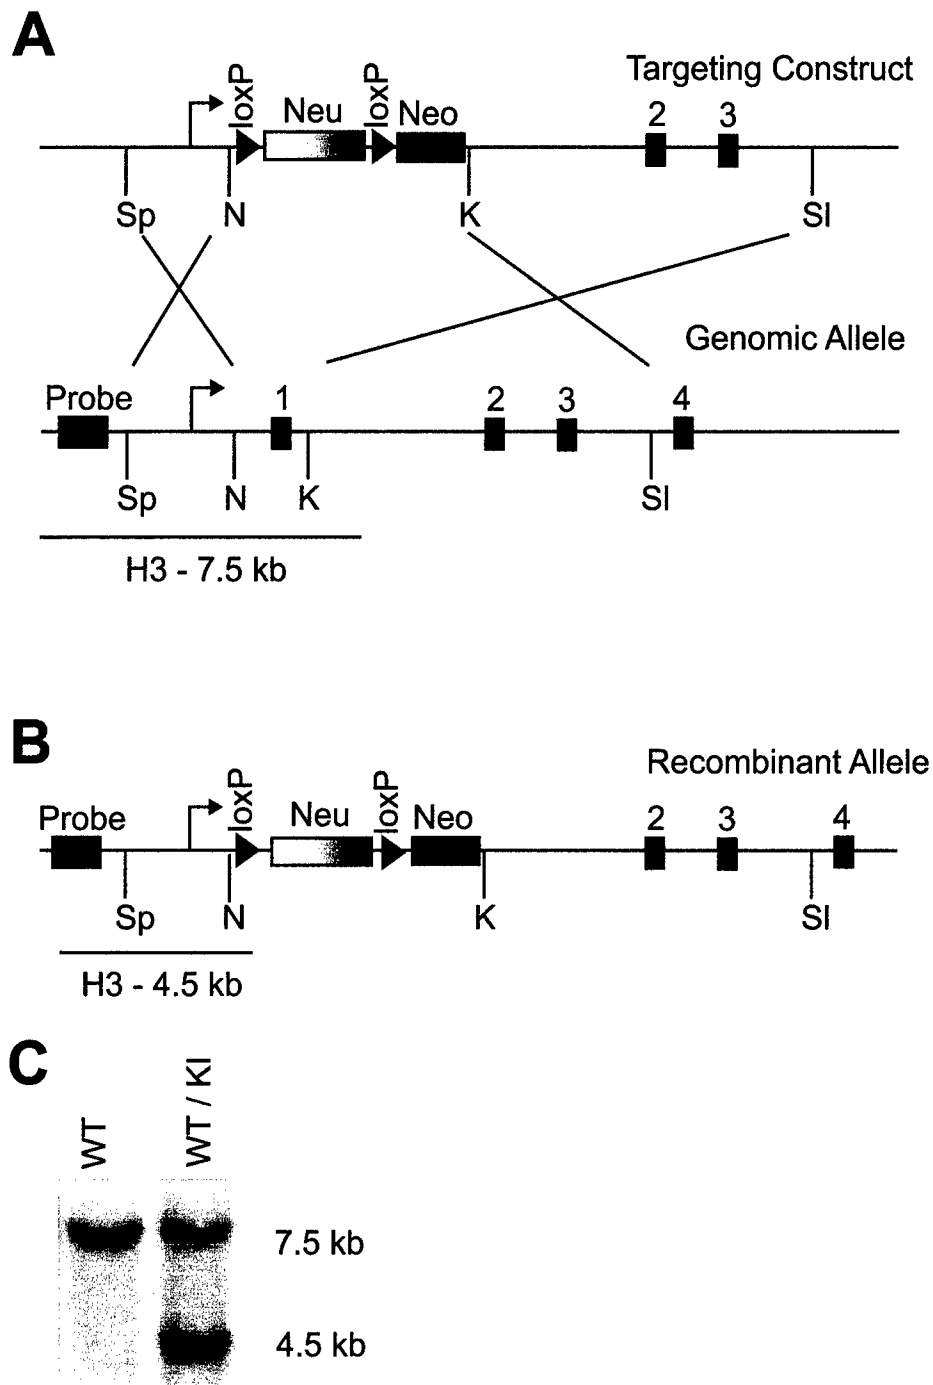 A
Targeting Construct
loxP
Neu
loxP
Neo
2
3
Sp
N
K
Sl
Genomic Allele
Probe
1
2
3
4
Sp
N
K
Sl
H3 - 7.5 kb
B
Recombinant Allele
Probe
loxP
Neu
loxP
Neo
2
3
4
Sp
N
K
Sl
H3 - 4.5 kb
C
WT
WT / KI
7.5 kb
4.5 kb